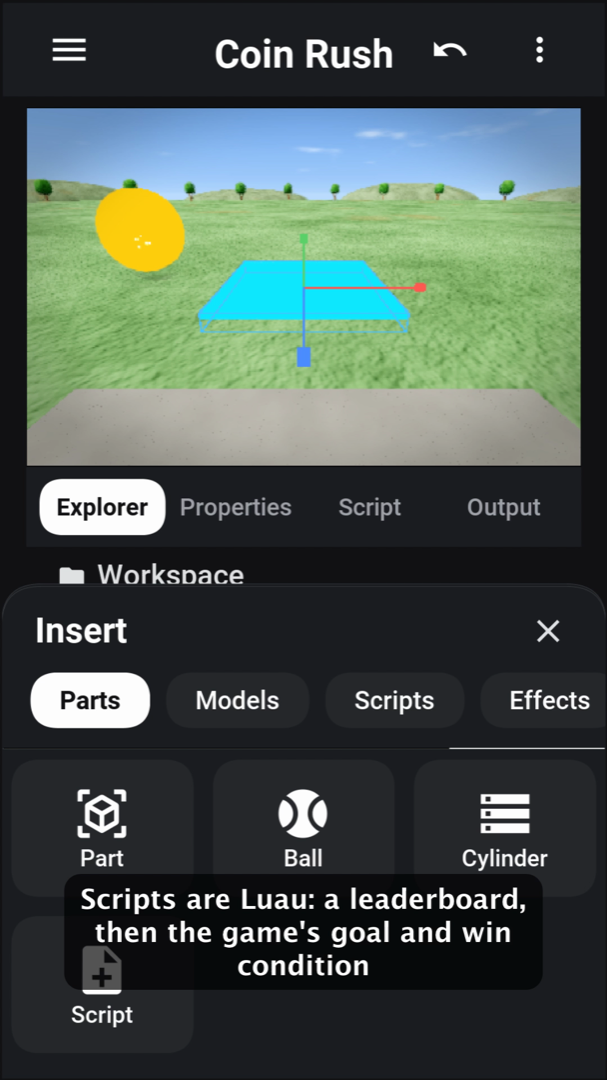 Coin Rush
Explorer Properties Script Output
Workspace
Insert
Parts Models Scripts Effects
Part Ball Cylinder
Scripts are Luau: a leaderboard,
then the game's goal and win
condition
Script